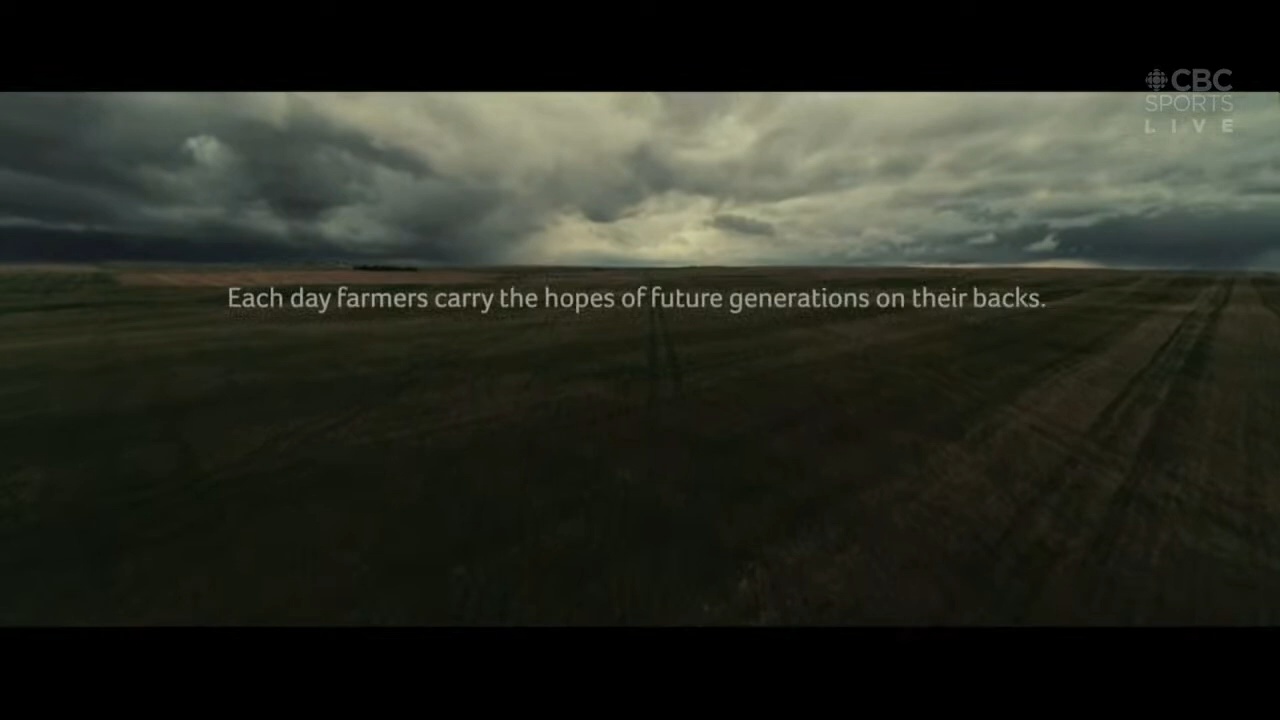 CBC
SPORTS
LIVE
Each day farmers carry the hopes of future generations on their backs.